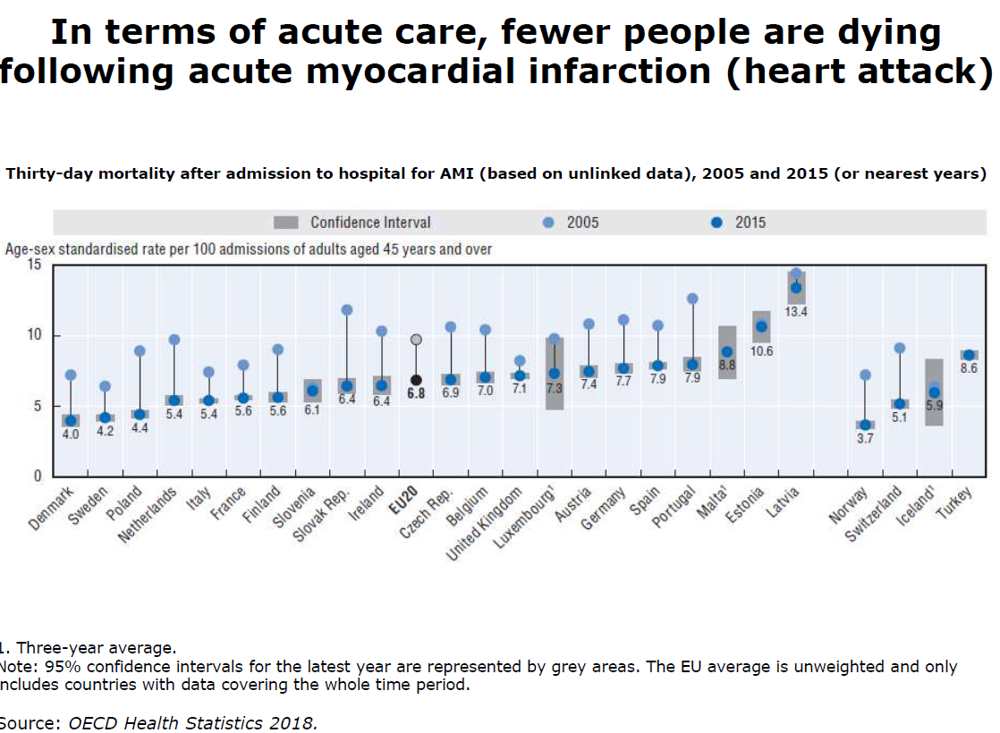 In terms of acute care, fewer people are dying
following acute myocardial infarction (heart attack)
Thirty-day mortality after admission to hospital for AMI (based on unlinked data), 2005 and 2015 (or nearest years)
Confidence Interval 2005 2015
Age-sex standardised rate per 100 admissions of adults aged 45 years and over
15
10
5
0
4.0 4.2 4.4 5.4 5.4 5.6 5.6 6.1 6.4 6.4 6.8 6.9 7.0 7.1 7.3 7.4 7.7 7.9 7.9 8.8 10.6 13.4 3.7 5.1 5.9 8.6
Denmark
Sweden
Poland
Netherlands
Italy
France
Finland
Slovenia
Slovak Rep.
Ireland
EU20
Czech Rep.
Belgium
United Kingdom
Luxembourg¹
Austria
Germany
Spain
Portugal
Malta¹
Estonia
Latvia
Norway
Switzerland
Iceland¹
Turkey
1. Three-year average.
Note: 95% confidence intervals for the latest year are represented by grey areas. The EU average is unweighted and only
includes countries with data covering the whole time period.
Source: OECD Health Statistics 2018.